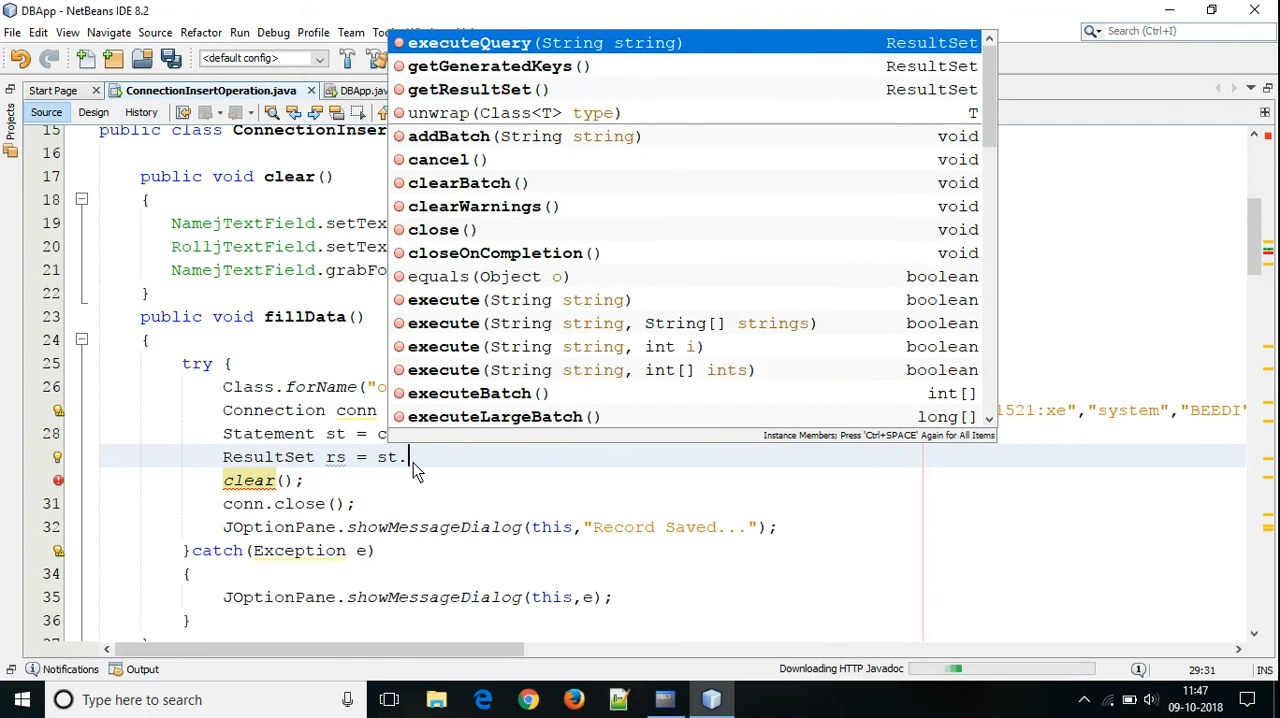 DBApp - NetBeans IDE 8.2
File Edit View Navigate Source Refactor Run Debug Profile Team
Search (Ctrl+I)
<default config>
Start Page ConnectionInsertOperation.java DBApp.jav
Source Design History
Projects
15 public class ConnectionInser
16
17 public void clear()
18 {
19 NamejTextField.setTex
20 RolljTextField.setTex
21 NamejTextField.grabFo
22 }
23 public void fillData()
24 {
25 try {
26 Class.forName("o
Connection conn 1521:xe","system","BEEDI"
28 Statement st = c
ResultSet rs = st.
clear();
31 conn.close();
32 JOptionPane.showMessageDialog(this,"Record Saved...");
}catch(Exception e)
34 {
35 JOptionPane.showMessageDialog(this,e);
36 }
executeQuery(String string) ResultSet
getGeneratedKeys() ResultSet
getResultSet() ResultSet
unwrap(Class<T> type) T
addBatch(String string) void
cancel() void
clearBatch() void
clearWarnings() void
close() void
closeOnCompletion() void
equals(Object o) boolean
execute(String string) boolean
execute(String string, String[] strings) boolean
execute(String string, int i) boolean
execute(String string, int[] ints) boolean
executeBatch() int[]
executeLargeBatch() long[]
Instance Members; Press 'Ctrl+SPACE' Again for All Items
Notifications Output Downloading HTTP Javadoc 29:31 INS
Type here to search
11:47
09-10-2018